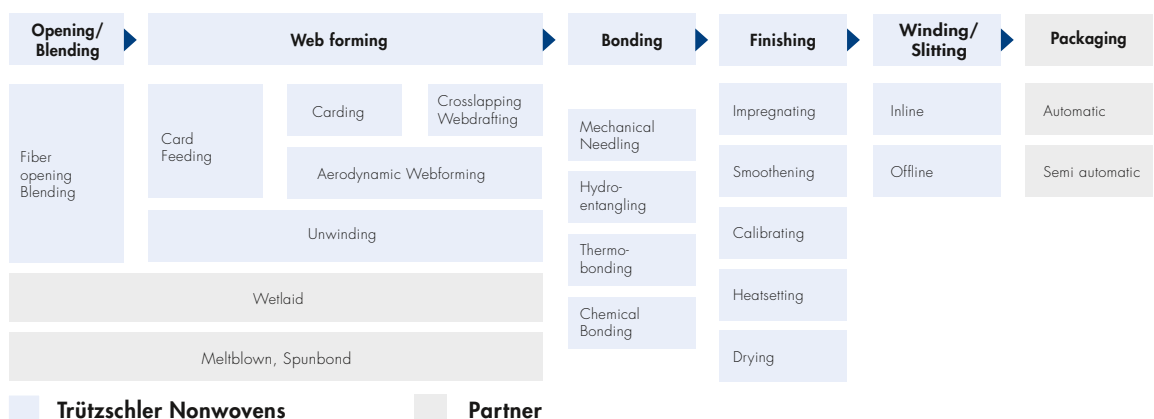 Opening/
Blending
Web forming
Bonding
Finishing
Winding/
Slitting
Packaging
Fiber
opening
Blending
Card
Feeding
Carding
Crosslapping
Webdrafting
Aerodynamic Webforming
Unwinding
Wetlaid
Meltblown, Spunbond
Mechanical
Needling
Hydro-
entangling
Thermo-
bonding
Chemical
Bonding
Impregnating
Smoothening
Calibrating
Heatsetting
Drying
Inline
Offline
Automatic
Semi automatic
Trützschler Nonwovens
Partner